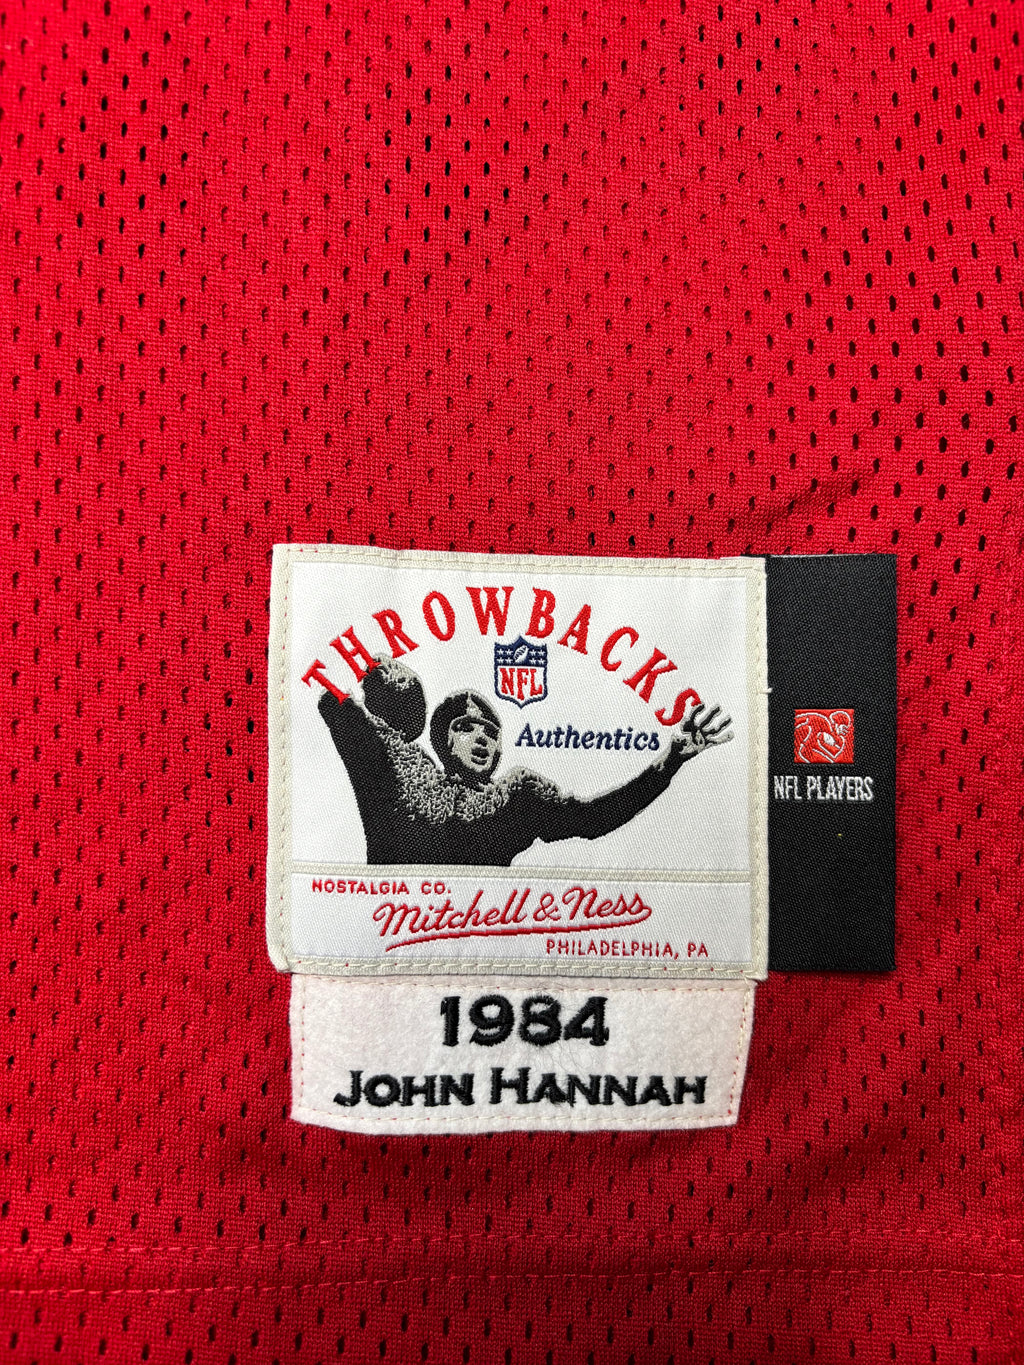 THROWBACKS
NFL
Authentics
NFL PLAYERS
NOSTALGIA CO.
Mitchell & Ness
PHILADELPHIA, PA
1984
JOHN HANNAH